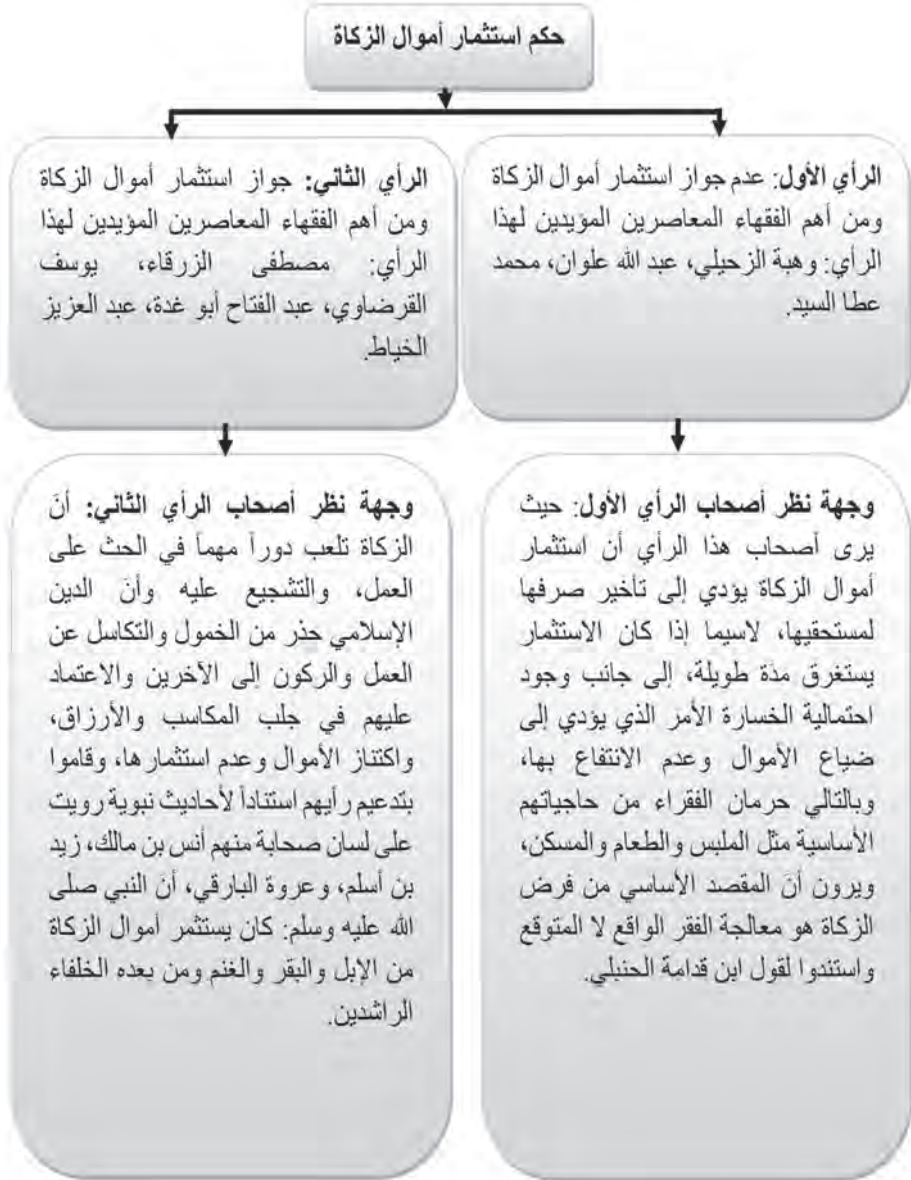 حكم استثمار أموال الزكاة
الرأي الأول: عدم جواز استثمار أموال الزكاة
ومن أهم الفقهاء المعاصرين المؤيدين لهذا
الرأي: وهبة الزحيلي، عبد الله علوان، محمد
عطا السيد.
الرأي الثاني: جواز استثمار أموال الزكاة
ومن أهم الفقهاء المعاصرين المؤيدين لهذا
الرأي: مصطفى الزرقاء، يوسف
القرضاوي، عبد الفتاح أبو غدة، عبد العزيز
الخياط.
وجهة نظر أصحاب الرأي الأول: حيث
يرى أصحاب هذا الرأي أن استثمار
أموال الزكاة يؤدي إلى تأخير صرفها
لمستحقيها، لاسيما إذا كان الاستثمار
يستغرق مدة طويلة، إلى جانب وجود
احتمالية الخسارة الأمر الذي يؤدي إلى
ضياع الأموال وعدم الانتفاع بها،
وبالتالي حرمان الفقراء من حاجياتهم
الأساسية مثل الملبس والطعام والمسكن،
ويرون أنّ المقصد الأساسي من فرض
الزكاة هو معالجة الفقر الواقع لا المتوقع
واستندوا لقول ابن قدامة الحنبلي.
وجهة نظر أصحاب الرأي الثاني: أنّ
الزكاة تلعب دوراً مهماً في الحث على
العمل، والتشجيع عليه وأنّ الدين
الإسلامي حذر من الخمول والتكاسل عن
العمل والركون إلى الآخرين والاعتماد
عليهم في جلب المكاسب والأرزاق،
واكتناز الأموال وعدم استثمارها، وقاموا
بتدعيم رأيهم استناداً لأحاديث نبوية رويت
على لسان صحابة منهم أنس بن مالك، زيد
بن أسلم، وعروة البارقي، أنّ النبي صلى
الله عليه وسلم: كان يستثمر أموال الزكاة
من الإبل والبقر والغنم ومن بعده الخلفاء
الراشدين.